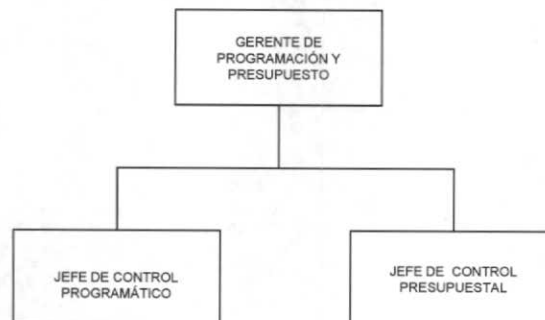 GERENTE DE
PROGRAMACIÓN Y
PRESUPUESTO
JEFE DE CONTROL
PROGRAMÁTICO
JEFE DE CONTROL
PRESUPUESTAL